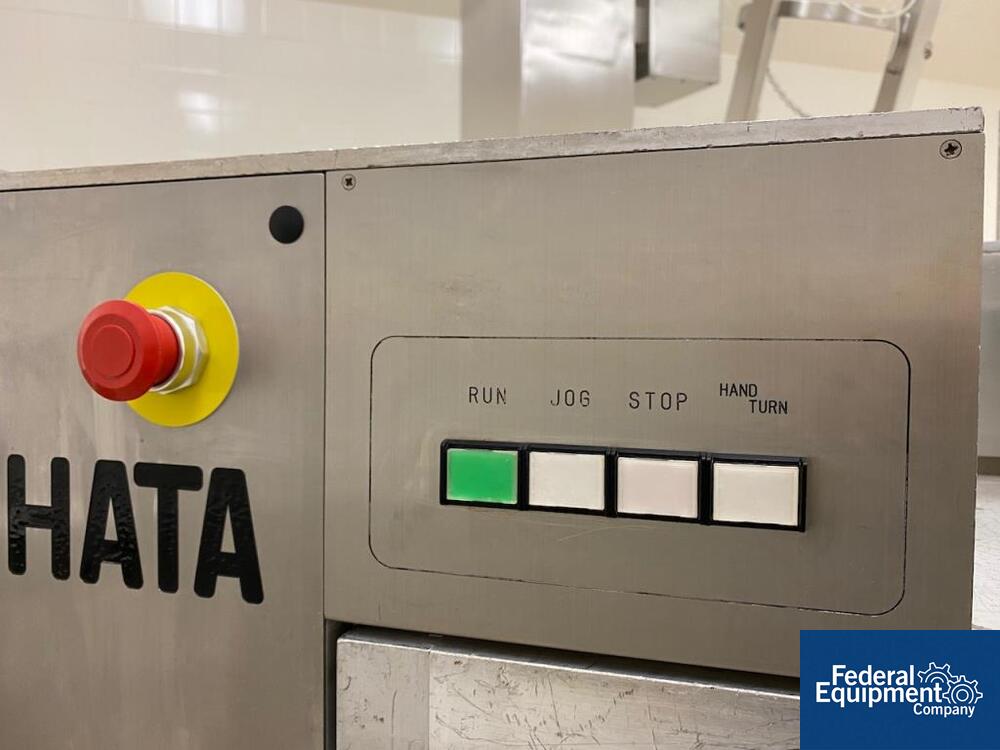 HATA
RUN JOG STOP HAND TURN
Federal
Equipment
Company